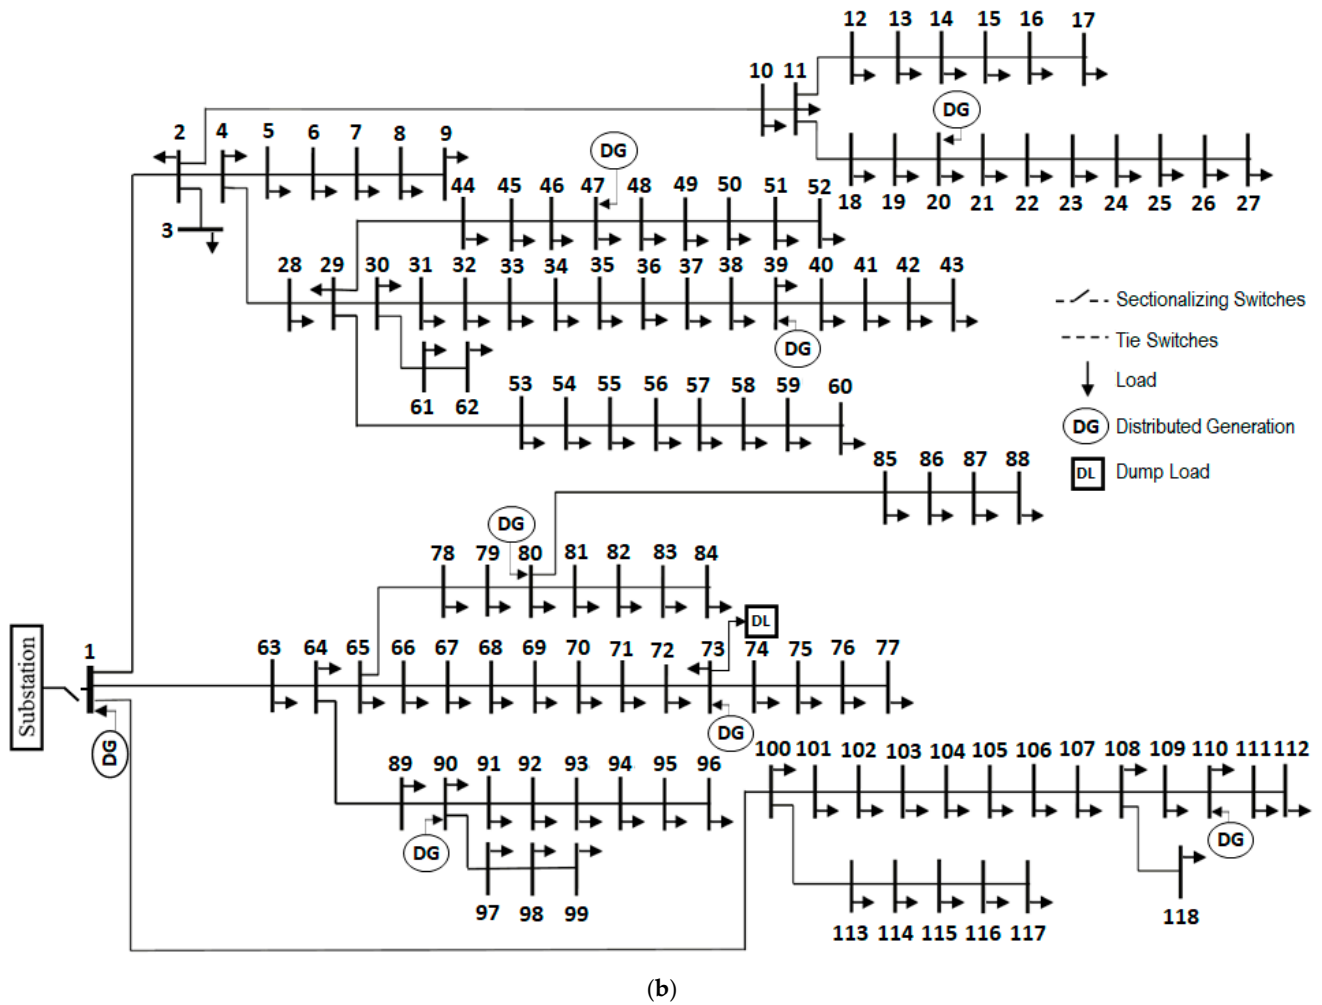 12 13 14 15 16 17
10 11
DG
2 4 5 6 7 8 9
DG
44 45 46 47 48 49 50 51 52
18 19 20 21 22 23 24 25 26 27
3
28 29 30 31 32 33 34 35 36 37 38 39 40 41 42 43
Sectionalizing Switches
Tie Switches
DG
Load
61 62
53 54 55 56 57 58 59 60
DG Distributed Generation
DL Dump Load
85 86 87 88
DG
78 79 80 81 82 83 84
DL
Substation
1
63 64 65 66 67 68 69 70 71 72 73 74 75 76 77
DG
DG
100 101 102 103 104 105 106 107 108 109 110 111 112
89 90 91 92 93 94 95 96
DG
DG
97 98 99
118
113 114 115 116 117
(b)